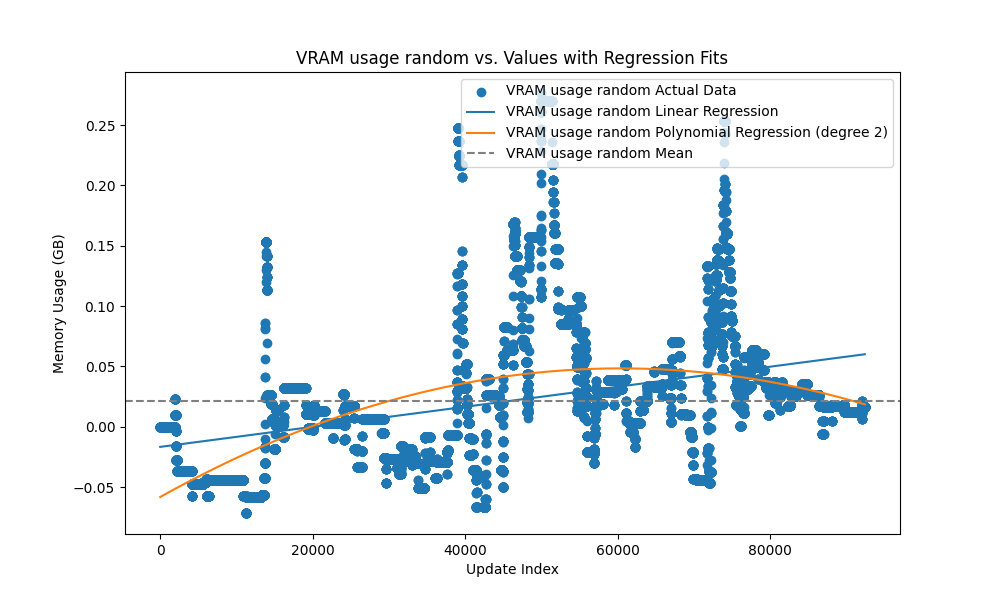 VRAM usage random vs. Values with Regression Fits
VRAM usage random Actual Data
VRAM usage random Linear Regression
VRAM usage random Polynomial Regression (degree 2)
VRAM usage random Mean
Memory Usage (GB)
0.25
0.20
0.15
0.10
0.05
0.00
−0.05
0 20000 40000 60000 80000
Update Index